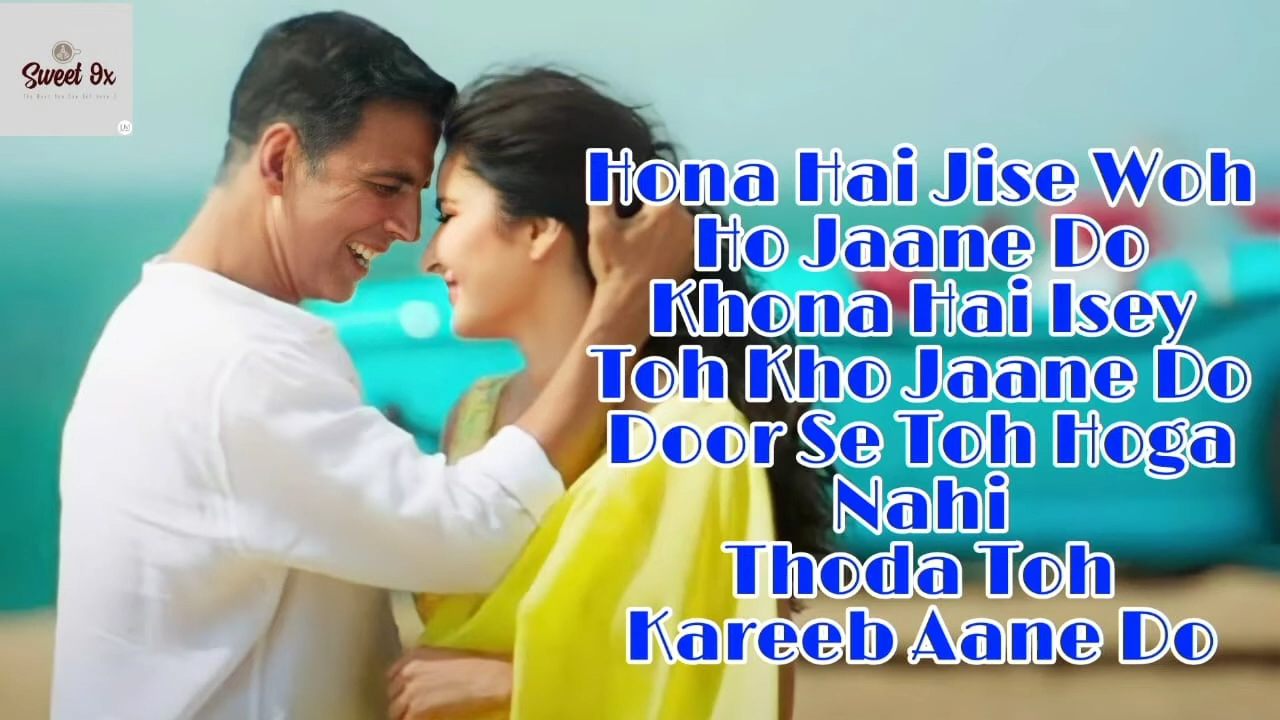 Sweet 9x
Hona Hai Jise Woh
Ho Jaane Do
Khona Hai Isey
Toh Kho Jaane Do
Door Se Toh Hoga
Nahi
Thoda Toh
Kareeb Aane Do